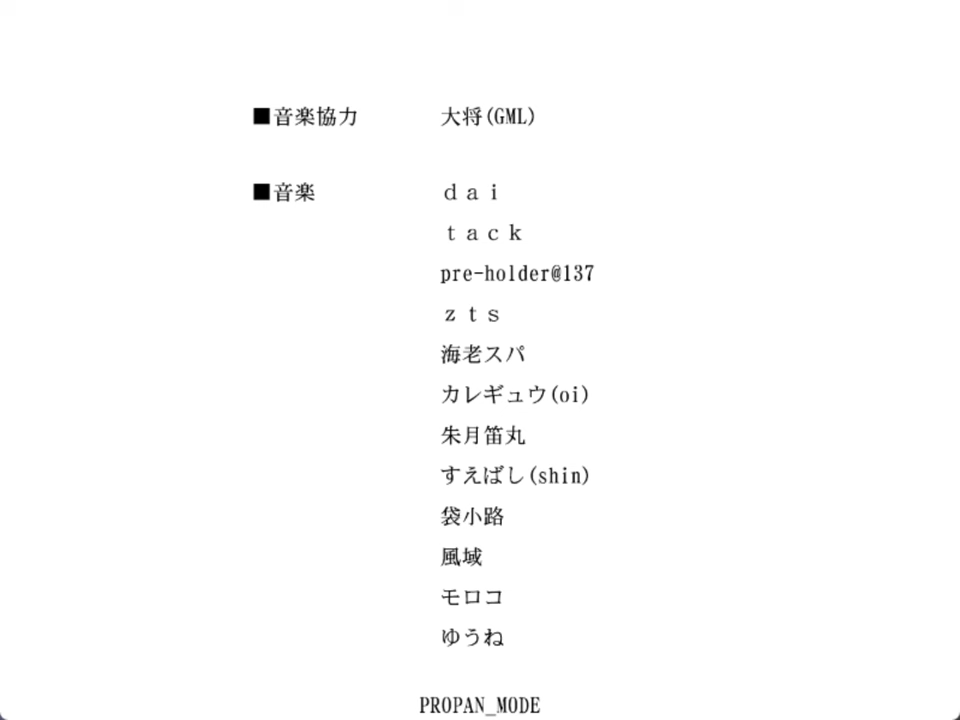 ■音楽協力 大将(GML)
■音楽 ｄａｉ
ｔａｃｋ
pre-holder@137
ｚｔｓ
海老スパ
カレギュウ(oi)
朱月笛丸
すえばし(shin)
袋小路
風域
モロコ
ゆうね
PROPAN_MODE